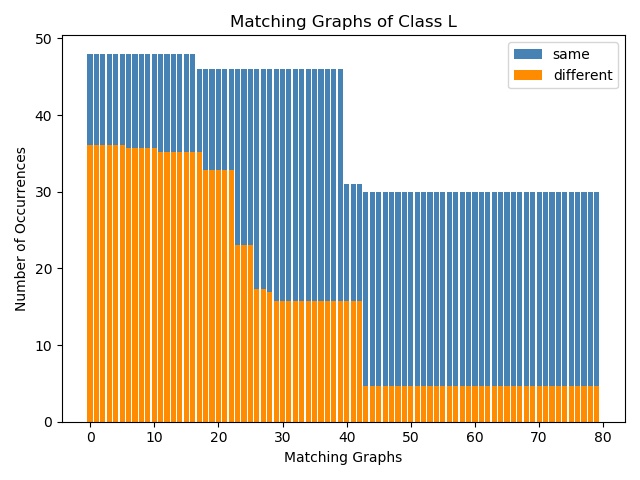 Matching Graphs of Class L
same
different
Number of Occurrences
50
40
30
20
10
0
0 10 20 30 40 50 60 70 80
Matching Graphs